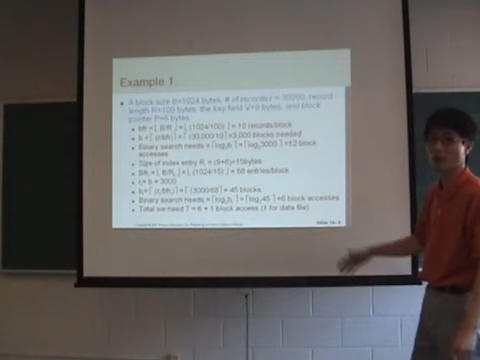 Example 1.
A block size B=1024 bytes, # of records r = 30000, record
length R=100 bytes, the key field V=9 bytes, and block
pointer P=6 bytes
bfr = ⌊ B/R ⌋ = ⌊ (1024/100) ⌋ = 10 records/block
b = ⌈ (r/bfr) ⌉ = ⌈ (30,000/10) ⌉ =3,000 blocks needed
Binary search needs = ⌈log₂b⌉ = ⌈log₂3000⌉ =12 block
accesses
Size of index entry Rᵢ = (9+6)=15bytes
Bfrᵢ = ⌊ B/Rᵢ ⌋ = ⌊ (1024/15) ⌋ = 68 entries/block
rᵢ= b = 3000
bᵢ= ⌈ (rᵢ/bfrᵢ) ⌉ = ⌈ (3000/68) ⌉ = 45 blocks
Binary search needs = ⌈log₂bᵢ⌉ = ⌈log₂45⌉ =6 block accesses
Total we need 7 = 6 + 1 block access (1 for data file)